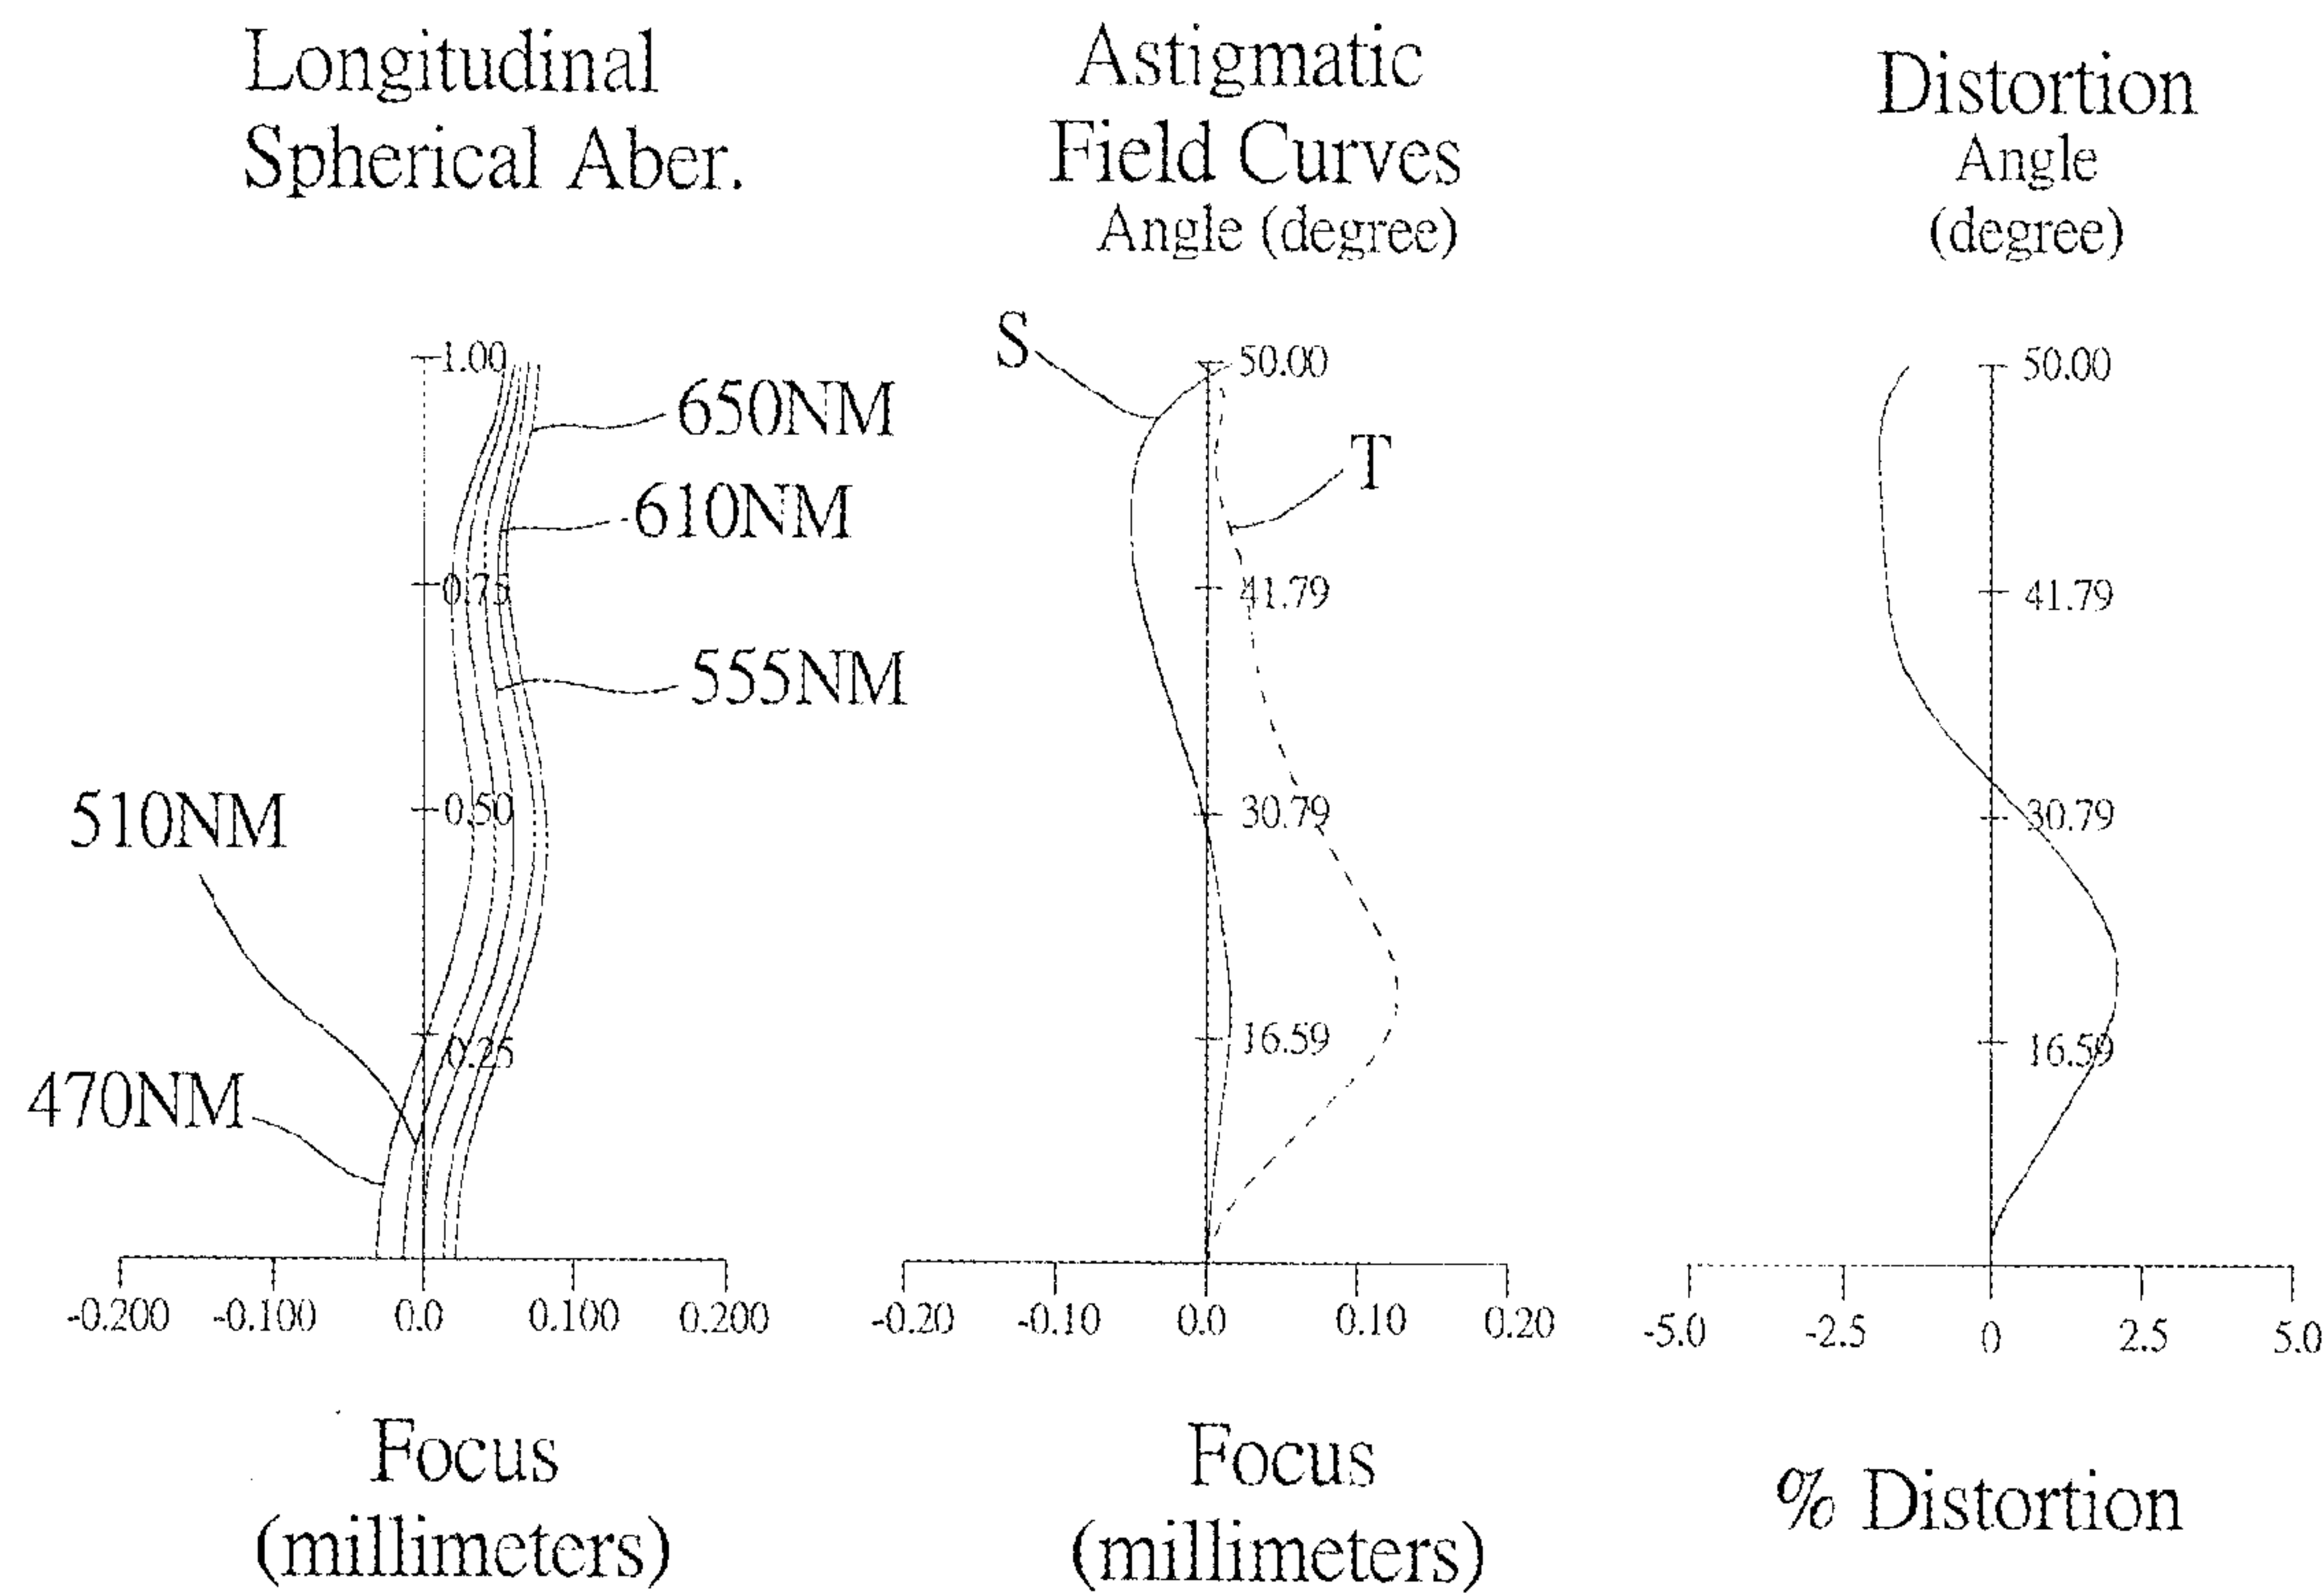 Longitudinal
Spherical Aber.
1.00
650NM
610NM
0.75
555NM
0.50
510NM
0.25
470NM
-0.200 -0.100 0.0 0.100 0.200
Focus
(millimeters)
Astigmatic
Field Curves
Angle (degree)
S
50.00
T
41.79
30.79
16.59
-0.20 -0.10 0.0 0.10 0.20
Focus
(millimeters)
Distortion
Angle
(degree)
50.00
41.79
30.79
16.59
-5.0 -2.5 0 2.5 5.0
% Distortion